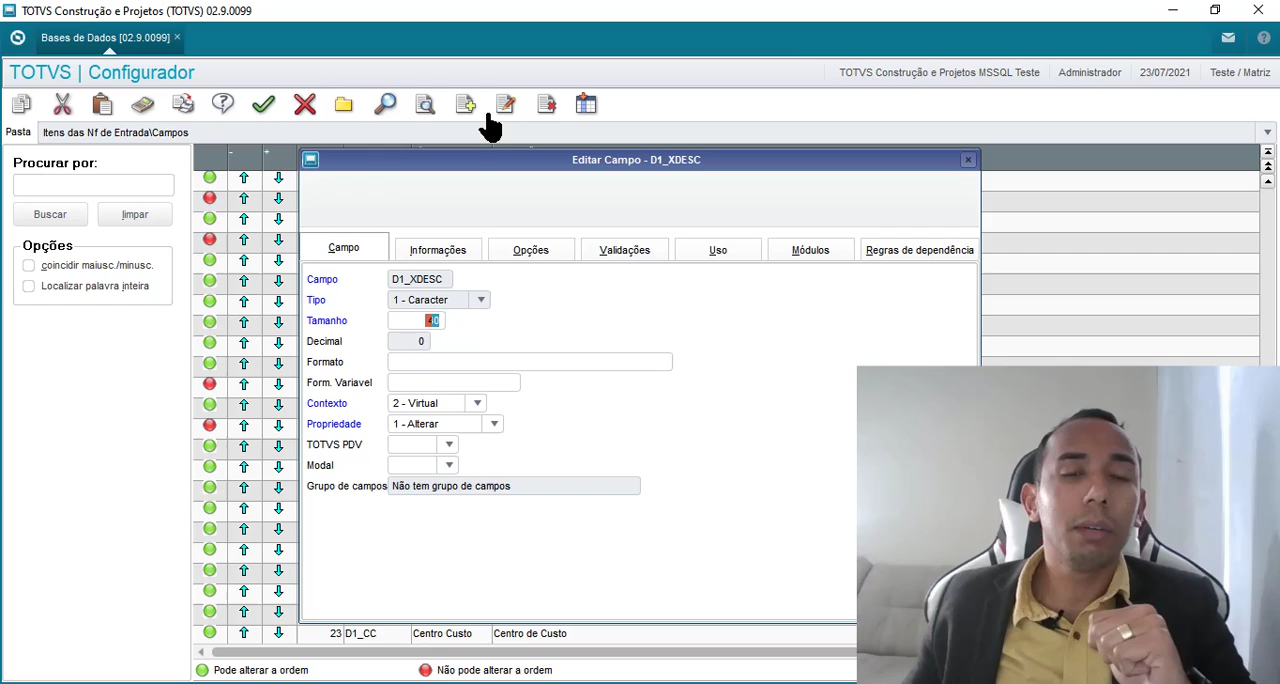 TOTVS Construção e Projetos (TOTVS) 02.9.0099
Bases de Dados [02.9.0099]
TOTVS | Configurador
TOTVS Construção e Projetos MSSQL Teste
Administrador
23/07/2021
Teste / Matriz
Pasta
Itens das Nf de Entrada\Campos
Procurar por:
Buscar
limpar
Opções
coincidir maiusc./minusc.
Localizar palavra inteira
Editar Campo - D1_XDESC
Campo
Informações
Opções
Validações
Uso
Módulos
Regras de dependência
Campo D1_XDESC
Tipo 1 - Caracter
Tamanho
Decimal 0
Formato
Form. Variavel
Contexto 2 - Virtual
Propriedade 1 - Alterar
TOTVS PDV
Modal
Grupo de campos Não tem grupo de campos
23 D1_CC Centro Custo Centro de Custo
Pode alterar a ordem
Não pode alterar a ordem